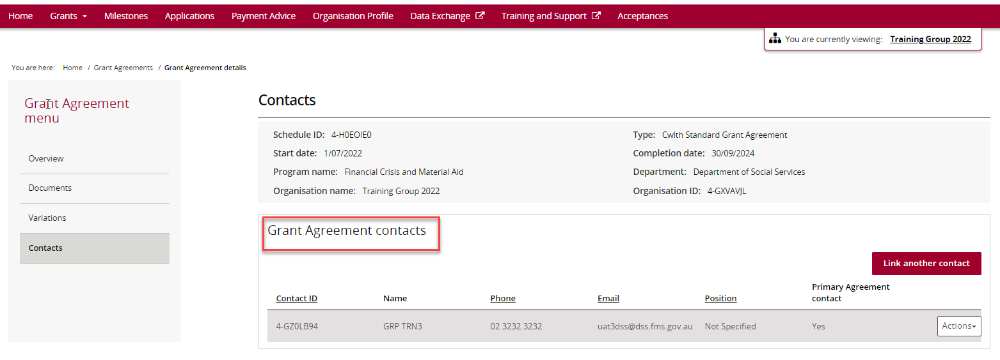 Home Grants Milestones Applications Payment Advice Organisation Profile Data Exchange Training and Support Acceptances
You are currently viewing: Training Group 2022
You are here: Home / Grant Agreements / Grant Agreement details
Grant Agreement
menu
Overview
Documents
Variations
Contacts
Contacts
Schedule ID: 4-H0EOIE0 Type: Cwlth Standard Grant Agreement
Start date: 1/07/2022 Completion date: 30/09/2024
Program name: Financial Crisis and Material Aid Department: Department of Social Services
Organisation name: Training Group 2022 Organisation ID: 4-GXVAVJL
Grant Agreement contacts
Link another contact
Contact ID Name Phone Email Position Primary Agreement
contact
4-GZ0LB94 GRP TRN3 02 3232 3232 uat3dss@dss.fms.gov.au Not Specified Yes Actions